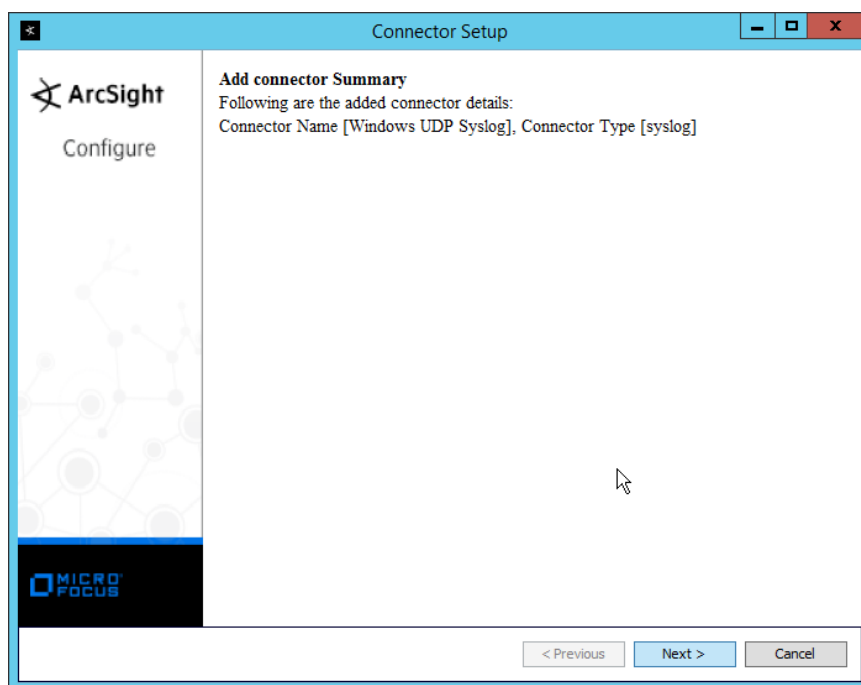 Connector Setup
ArcSight
Configure
Add connector Summary
Following are the added connector details:
Connector Name [Windows UDP Syslog], Connector Type [syslog]
MICRO
FOCUS
< Previous
Next >
Cancel